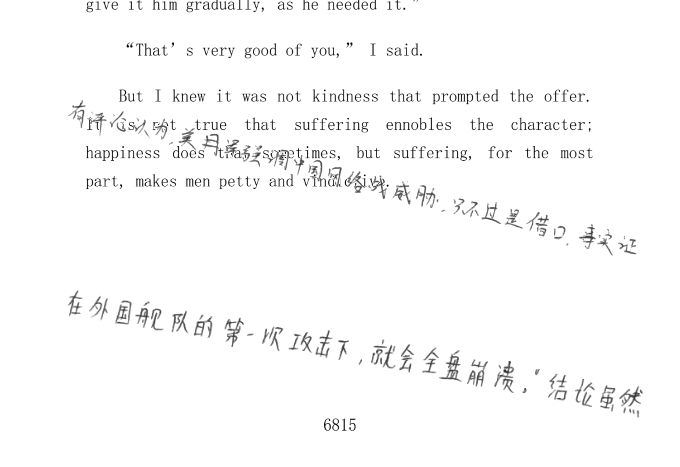 give it him gradually, as he needed it."
“That’s very good of you,” I said.
But I knew it was not kindness that prompted the offer.
It is not true that suffering ennobles the character;
happiness does that sometimes, but suffering, for the most
part, makes men petty and vindictive.
有评论认为,美日强调中国网络战威胁,只不过是借口,事实证
在外国舰队的第一次攻击下,就会全盘崩溃。"结论虽然
6815